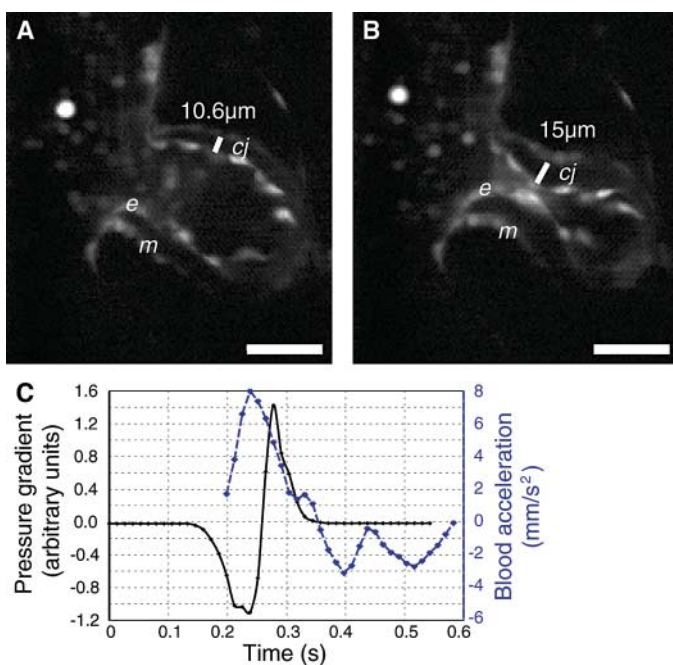 A
10.6µm
cj
e
m
B
15µm
cj
e
m
C
Pressure gradient
(arbitrary units)
1.6
1.2
0.8
0.4
0.0
-0.4
-0.8
-1.2
0
0.1
0.2
0.3
0.4
0.5
0.6
Time (s)
8
6
4
2
0
-2
-4
-6
Blood acceleration
(mm/s²)